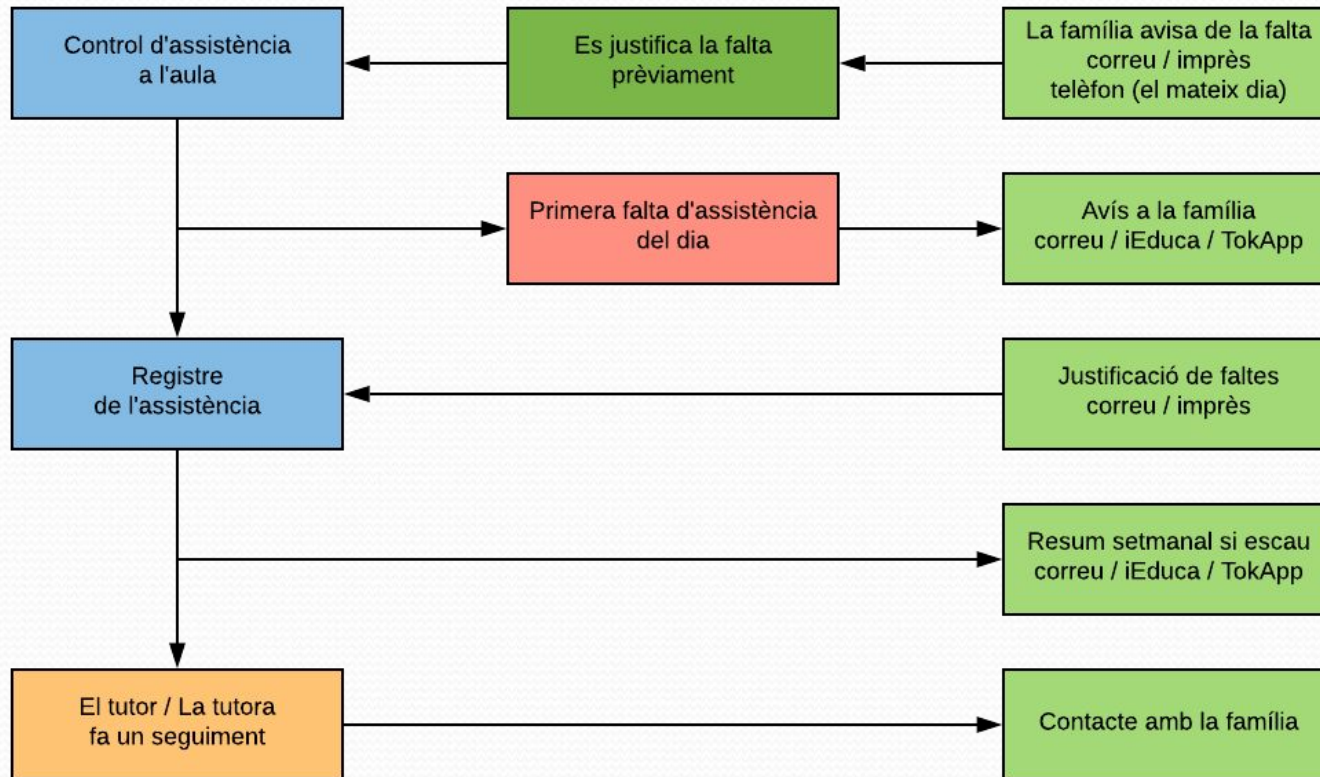 Control d'assistència
a l'aula
Es justifica la falta
prèviament
La família avisa de la falta
correu / imprès
telèfon (el mateix dia)
Primera falta d'assistència
del dia
Avís a la família
correu / iEduca / TokApp
Registre
de l'assistència
Justificació de faltes
correu / imprès
Resum setmanal si escau
correu / iEduca / TokApp
El tutor / La tutora
fa un seguiment
Contacte amb la família